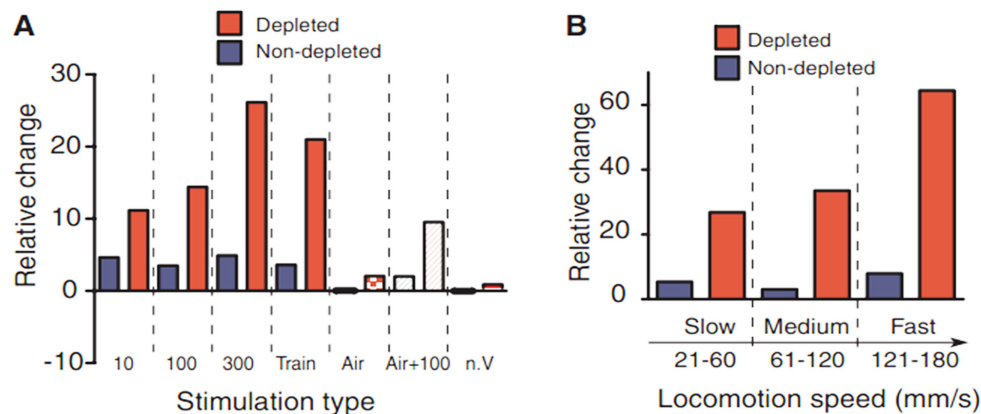 A
Depleted
Non-depleted
Relative change
30
20
10
0
-10
10 100 300 Train Air Air+100 n.V
Stimulation type
B
Depleted
Non-depleted
Relative change
60
40
20
0
Slow Medium Fast
21-60 61-120 121-180
Locomotion speed (mm/s)